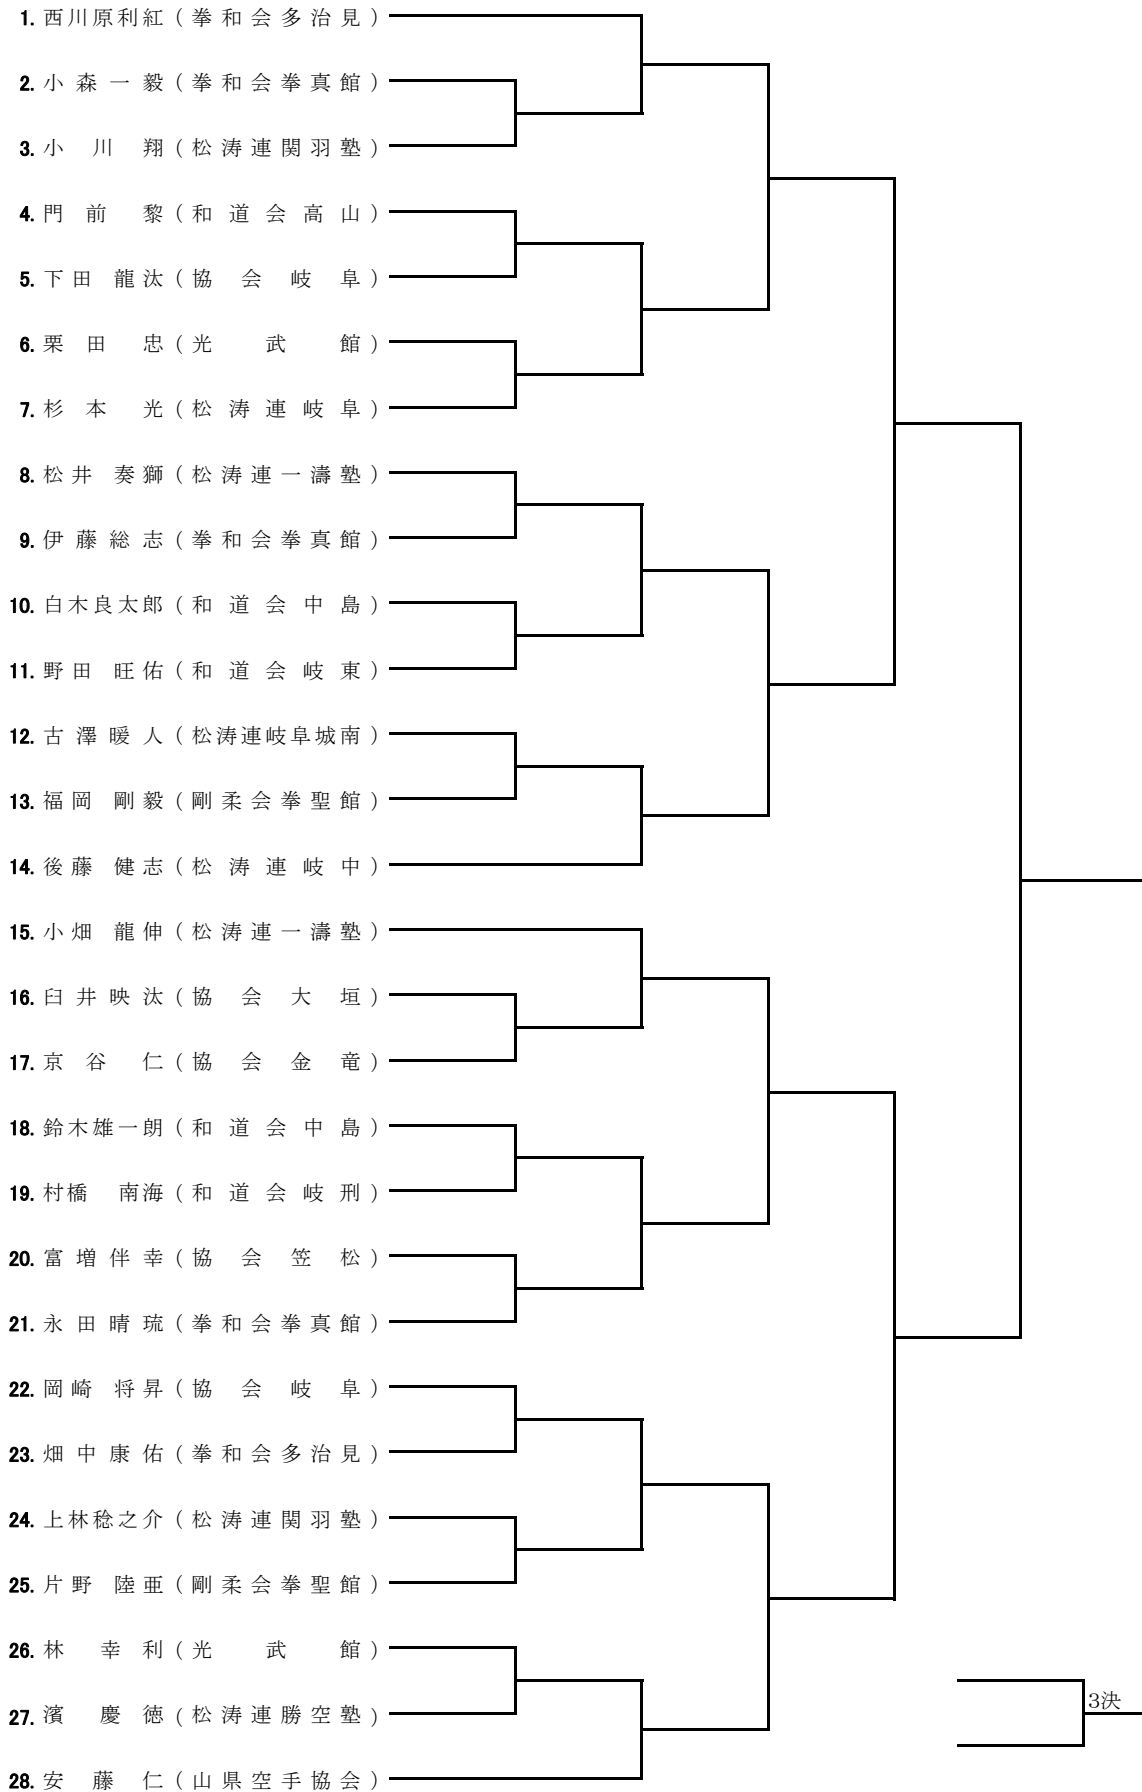 1. 西川原利紅 ( 拳和会多治見 )
2. 小森一毅 ( 拳和会拳真館 )
3. 小川 翔 ( 松涛連関羽塾 )
4. 門前 黎 ( 和道会高山 )
5. 下田 龍汰 ( 協会岐阜 )
6. 栗田 忠 ( 光武館 )
7. 杉本 光 ( 松涛連岐阜 )
8. 松井 奏獅 ( 松涛連一濤塾 )
9. 伊藤総志 ( 拳和会拳真館 )
10. 白木良太郎 ( 和道会中島 )
11. 野田 旺佑 ( 和道会岐東 )
12. 古澤暖人 ( 松涛連岐阜城南 )
13. 福岡 剛毅 ( 剛柔会拳聖館 )
14. 後藤 健志 ( 松涛連岐中 )
15. 小畑 龍伸 ( 松涛連一濤塾 )
16. 臼井映汰 ( 協会大垣 )
17. 京谷 仁 ( 協会金竜 )
18. 鈴木雄一朗 ( 和道会中島 )
19. 村橋 南海 ( 和道会岐刑 )
20. 富増伴幸 ( 協会笠松 )
21. 永田晴琉 ( 拳和会拳真館 )
22. 岡崎 将昇 ( 協会岐阜 )
23. 畑中康佑 ( 拳和会多治見 )
24. 上林稔之介 ( 松涛連関羽塾 )
25. 片野 陸亜 ( 剛柔会拳聖館 )
26. 林 幸利 ( 光武館 )
3決
27. 濱 慶徳 ( 松涛連勝空塾 )
28. 安藤 仁 ( 山県空手協会 )